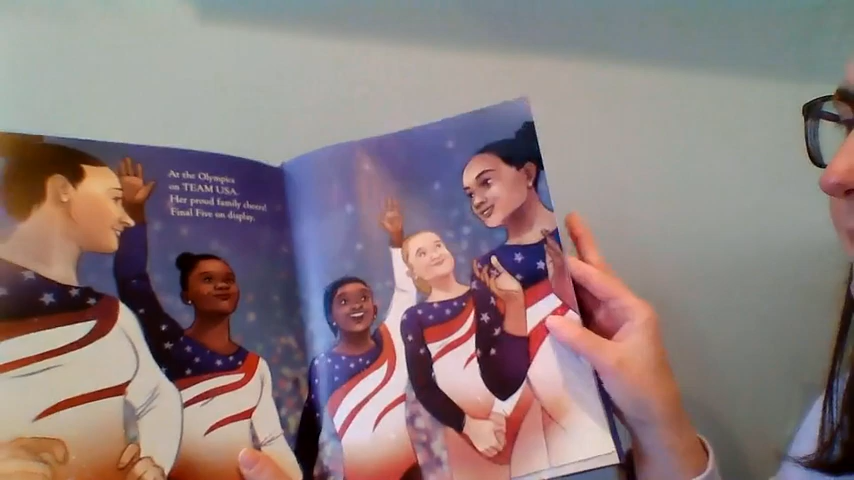 At the Olympics
on TEAM USA.
Her proud family cheers!
Final Five on display.